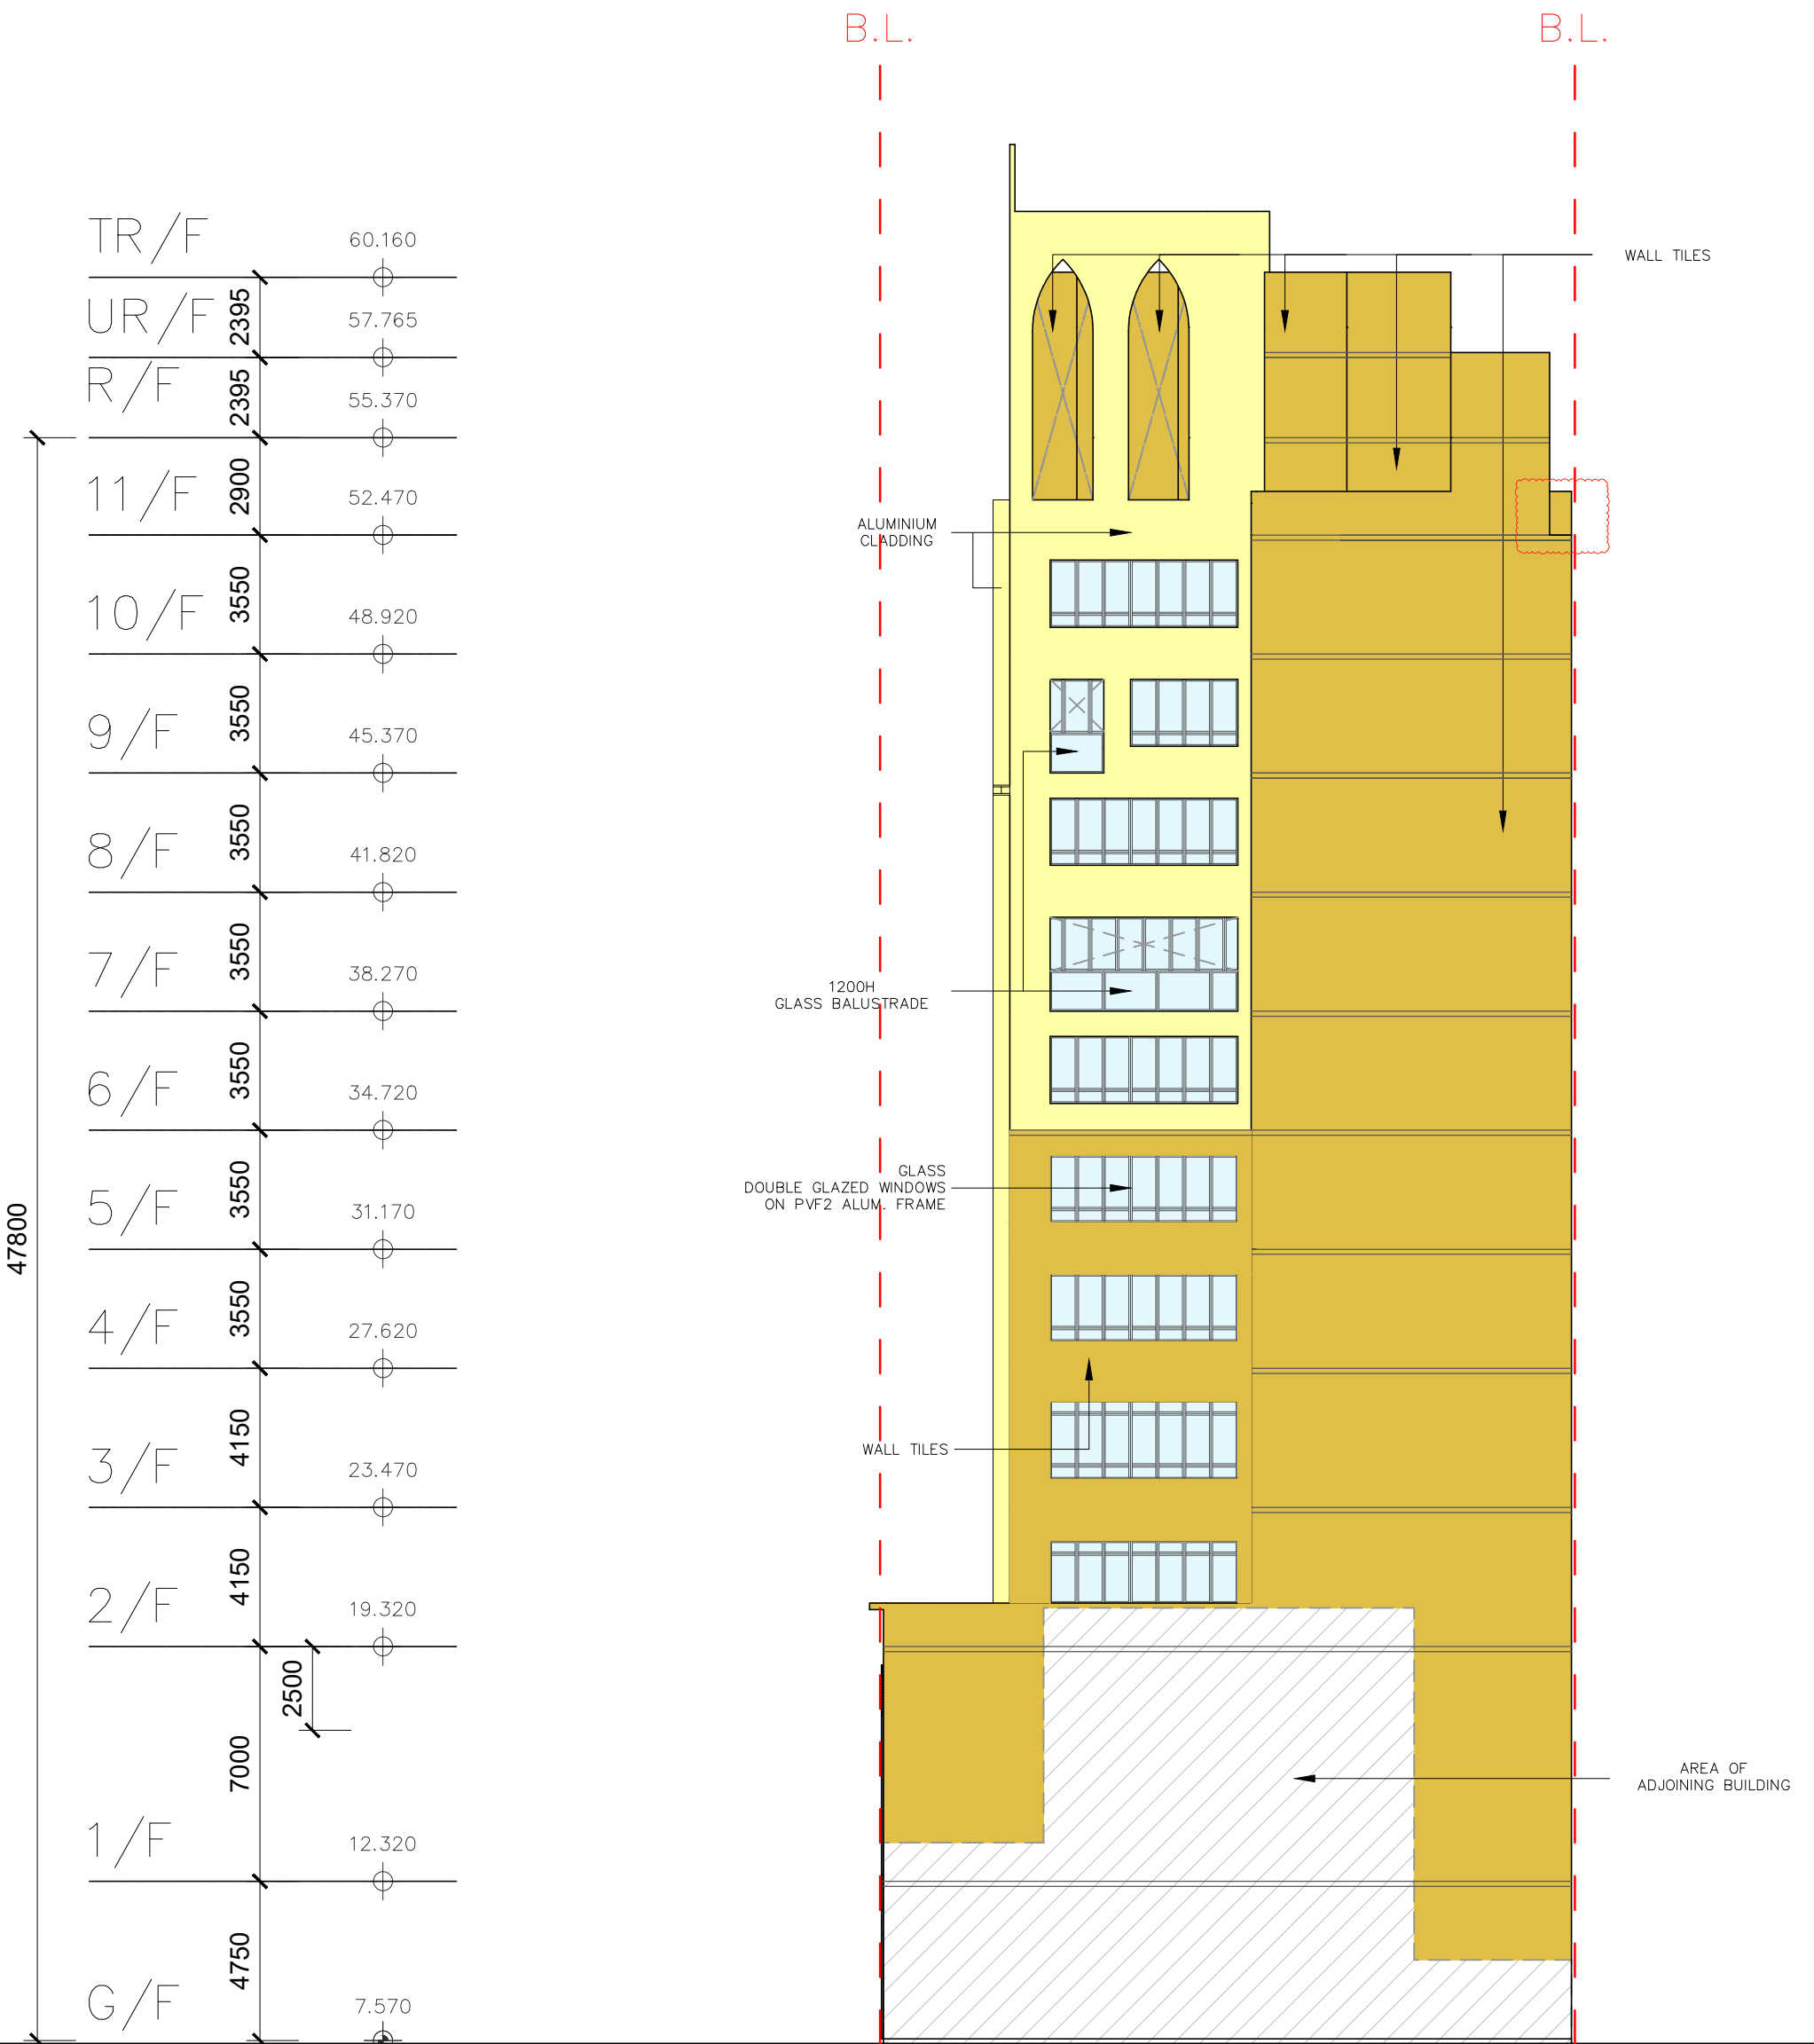 B.L.
B.L.
TR/F
60.160
2395
UR/F
57.765
2395
R/F
55.370
2900
11/F
52.470
3550
10/F
48.920
3550
9/F
45.370
3550
8/F
41.820
3550
7/F
38.270
3550
6/F
34.720
3550
5/F
31.170
3550
4/F
27.620
4150
3/F
23.470
4150
2/F
19.320
2500
7000
1/F
12.320
4750
G/F
7.570
47800
WALL TILES
ALUMINIUM
CLADDING
1200H
GLASS BALUSTRADE
GLASS
DOUBLE GLAZED WINDOWS
ON PVF2 ALUM. FRAME
WALL TILES
AREA OF
ADJOINING BUILDING